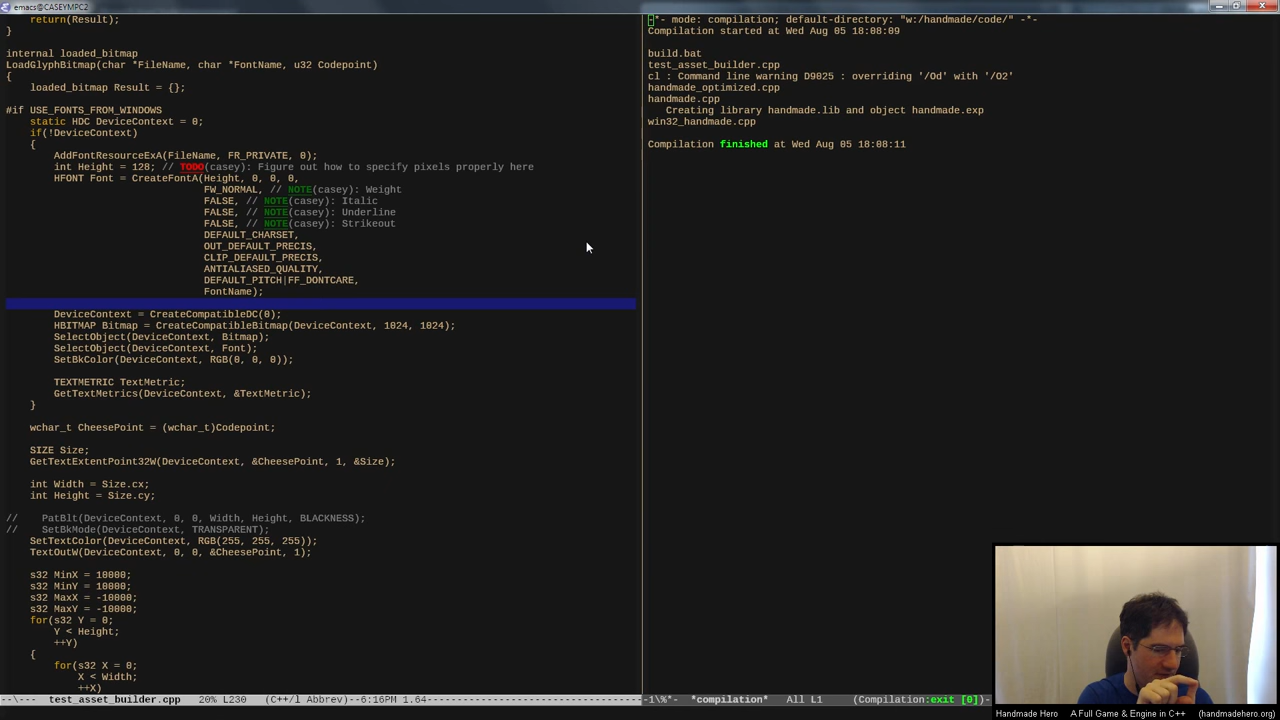 emacs@CASEYMPC2
    return(Result);
}

internal loaded_bitmap
LoadGlyphBitmap(char *FileName, char *FontName, u32 Codepoint)
{
    loaded_bitmap Result = {};

#if USE_FONTS_FROM_WINDOWS
    static HDC DeviceContext = 0;
    if(!DeviceContext)
    {
        AddFontResourceExA(FileName, FR_PRIVATE, 0);
        int Height = 128; // TODO(casey): Figure out how to specify pixels properly here
        HFONT Font = CreateFontA(Height, 0, 0, 0,
                                 FW_NORMAL, // NOTE(casey): Weight
                                 FALSE, // NOTE(casey): Italic
                                 FALSE, // NOTE(casey): Underline
                                 FALSE, // NOTE(casey): Strikeout
                                 DEFAULT_CHARSET,
                                 OUT_DEFAULT_PRECIS,
                                 CLIP_DEFAULT_PRECIS,
                                 ANTIALIASED_QUALITY,
                                 DEFAULT_PITCH|FF_DONTCARE,
                                 FontName);

        DeviceContext = CreateCompatibleDC(0);
        HBITMAP Bitmap = CreateCompatibleBitmap(DeviceContext, 1024, 1024);
        SelectObject(DeviceContext, Bitmap);
        SelectObject(DeviceContext, Font);
        SetBkColor(DeviceContext, RGB(0, 0, 0));

        TEXTMETRIC TextMetric;
        GetTextMetrics(DeviceContext, &TextMetric);
    }

    wchar_t CheesePoint = (wchar_t)Codepoint;

    SIZE Size;
    GetTextExtentPoint32W(DeviceContext, &CheesePoint, 1, &Size);

    int Width = Size.cx;
    int Height = Size.cy;

//    PatBlt(DeviceContext, 0, 0, Width, Height, BLACKNESS);
//    SetBkMode(DeviceContext, TRANSPARENT);
    SetTextColor(DeviceContext, RGB(255, 255, 255));
    TextOutW(DeviceContext, 0, 0, &CheesePoint, 1);

    s32 MinX = 10000;
    s32 MinY = 10000;
    s32 MaxX = -10000;
    s32 MaxY = -10000;
    for(s32 Y = 0;
        Y < Height;
        ++Y)
    {
        for(s32 X = 0;
            X < Width;
            ++X)
--\--- test_asset_builder.cpp 20% L230 (C++/l Abbrev)--6:16PM 1.64
-*- mode: compilation; default-directory: "w:/handmade/code/" -*-
Compilation started at Wed Aug 05 18:08:09

build.bat
test_asset_builder.cpp
cl : Command line warning D9025 : overriding '/Od' with '/O2'
handmade_optimized.cpp
handmade.cpp
   Creating library handmade.lib and object handmade.exp
win32_handmade.cpp

Compilation finished at Wed Aug 05 18:08:11
-1\%*- *compilation* All L1 (Compilation:exit [0])-
Handmade Hero A Full Game & Engine in C++ (handmadehero.org)